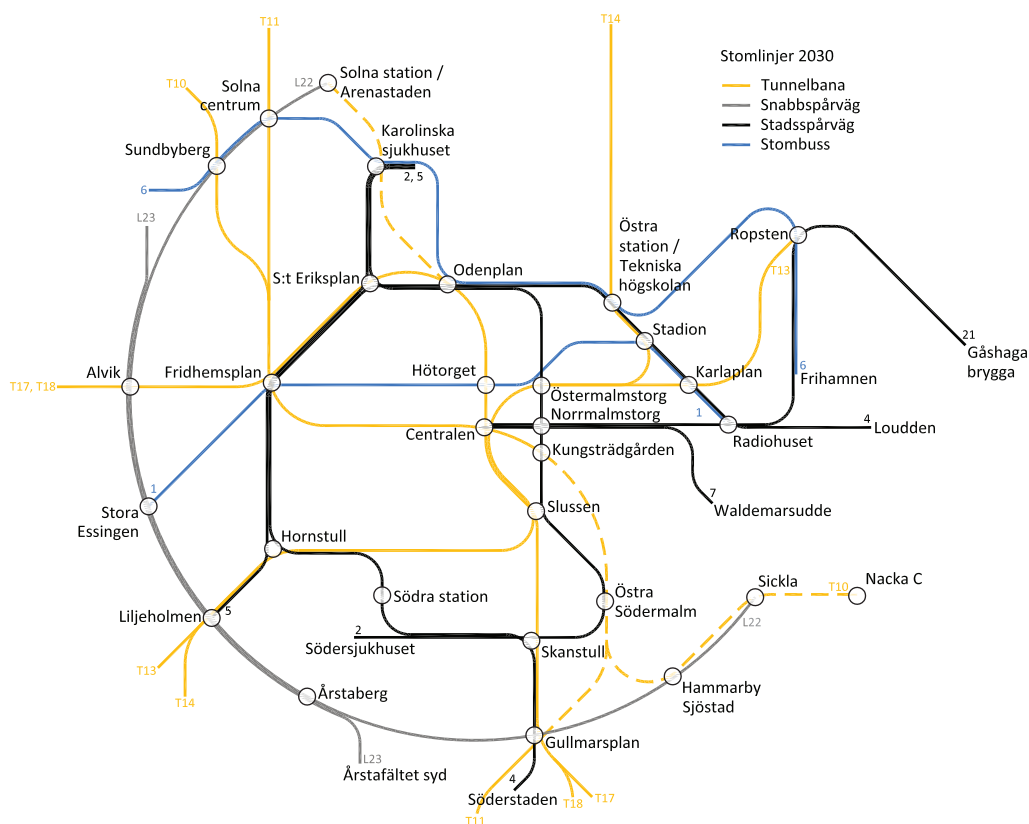 T11
T14
Stomlinjer 2030
Tunnelbana
Snabbspårväg
Stadsspårväg
Stombuss
T10
Solna
centrum
L22
Solna station /
Arenastaden
Karolinska
sjukhuset
2, 5
Sundbyberg
6
L23
Östra
station /
Tekniska
högskolan
Ropsten
T13
S:t Eriksplan
Odenplan
Stadion
21
Gåshaga
brygga
T17, T18
Alvik
Fridhemsplan
Hötorget
Karlaplan
6
Frihamnen
Östermalmstorg
Norrmalmstorg
1
Radiohuset
4
Loudden
Centralen
Kungsträdgården
1
Stora
Essingen
Slussen
7
Waldemarsudde
Hornstull
Södra station
Östra
Södermalm
Sickla
T10
Nacka C
L22
Liljeholmen
5
2
Södersjukhuset
Skanstull
T13
T14
Årstaberg
Hammarby
Sjöstad
Gullmarsplan
L23
Årstafältet syd
4
Söderstaden
T11
T18
T17